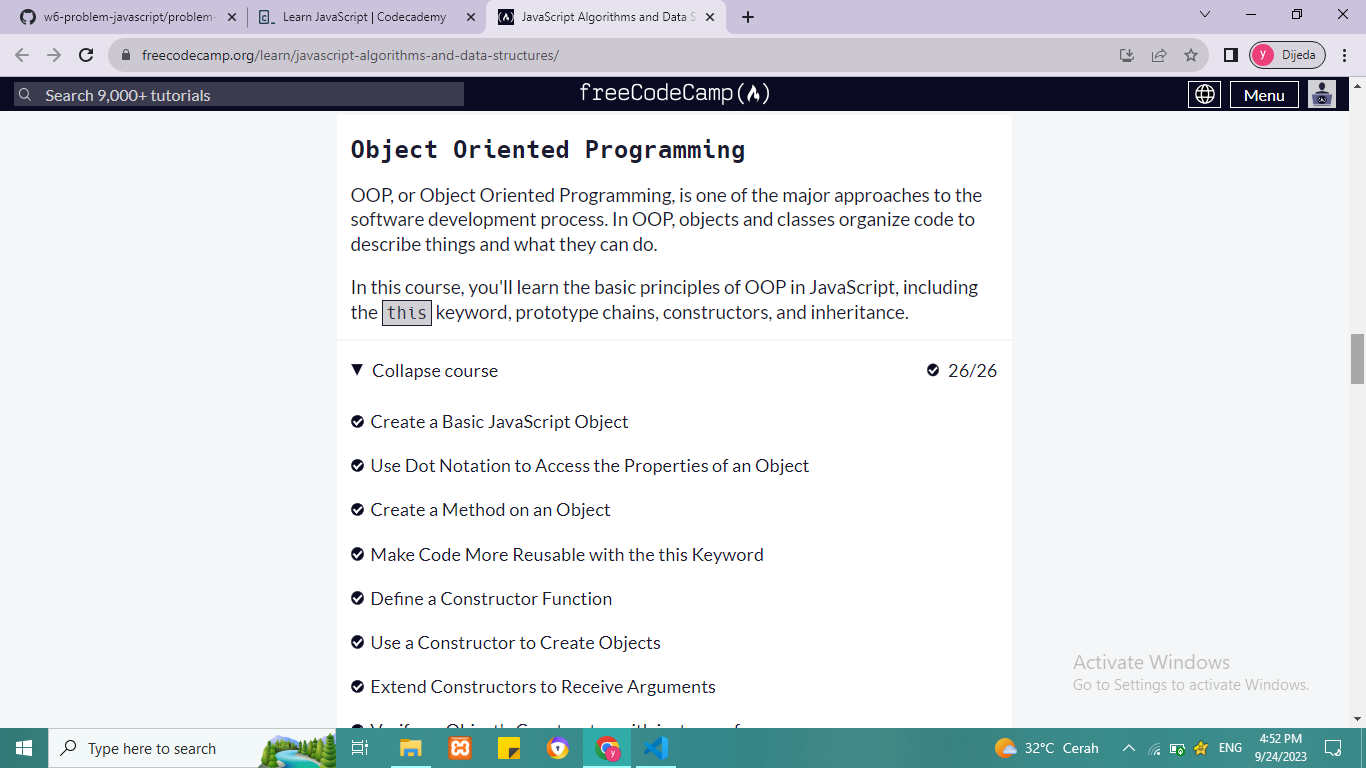 w6-problem-javascript/problem-
Learn JavaScript | Codecademy
JavaScript Algorithms and Data S
freecodecamp.org/learn/javascript-algorithms-and-data-structures/
y
Dijeda
Search 9,000+ tutorials
freeCodeCamp
Menu
Object Oriented Programming
OOP, or Object Oriented Programming, is one of the major approaches to the
software development process. In OOP, objects and classes organize code to
describe things and what they can do.
In this course, you'll learn the basic principles of OOP in JavaScript, including
the this keyword, prototype chains, constructors, and inheritance.
Collapse course
26/26
Create a Basic JavaScript Object
Use Dot Notation to Access the Properties of an Object
Create a Method on an Object
Make Code More Reusable with the this Keyword
Define a Constructor Function
Use a Constructor to Create Objects
Extend Constructors to Receive Arguments
Activate Windows
Go to Settings to activate Windows.
Type here to search
32°C Cerah
ENG
4:52 PM
9/24/2023